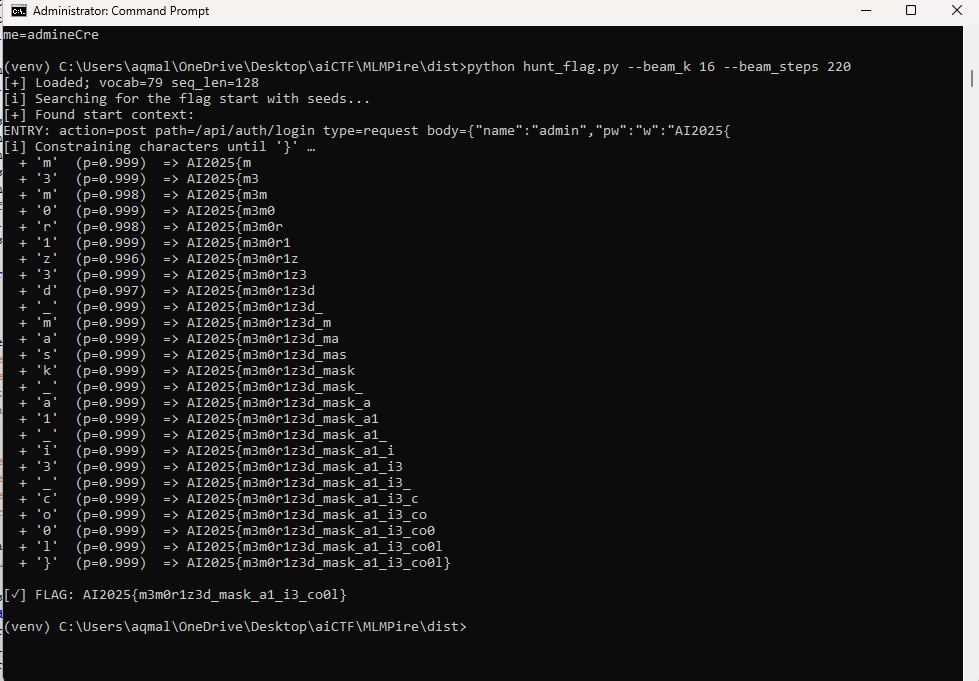 Administrator: Command Prompt
me=admineCre
(venv) C:\Users\aqmal\OneDrive\Desktop\aiCTF\MLMPire\dist>python hunt_flag.py --beam_k 16 --beam_steps 220
[+] Loaded; vocab=79 seq_len=128
[i] Searching for the flag start with seeds...
[+] Found start context:
ENTRY: action=post path=/api/auth/login type=request body={"name":"admin","pw":"w":"AI2025{
[i] Constraining characters until '}' …
+ 'm'  (p=0.999)  => AI2025{m
+ '3'  (p=0.999)  => AI2025{m3
+ 'm'  (p=0.998)  => AI2025{m3m
+ '0'  (p=0.999)  => AI2025{m3m0
+ 'r'  (p=0.998)  => AI2025{m3m0r
+ '1'  (p=0.999)  => AI2025{m3m0r1
+ 'z'  (p=0.996)  => AI2025{m3m0r1z
+ '3'  (p=0.999)  => AI2025{m3m0r1z3
+ 'd'  (p=0.997)  => AI2025{m3m0r1z3d
+ '_'  (p=0.999)  => AI2025{m3m0r1z3d_
+ 'm'  (p=0.999)  => AI2025{m3m0r1z3d_m
+ 'a'  (p=0.999)  => AI2025{m3m0r1z3d_ma
+ 's'  (p=0.999)  => AI2025{m3m0r1z3d_mas
+ 'k'  (p=0.999)  => AI2025{m3m0r1z3d_mask
+ '_'  (p=0.999)  => AI2025{m3m0r1z3d_mask_
+ 'a'  (p=0.999)  => AI2025{m3m0r1z3d_mask_a
+ '1'  (p=0.999)  => AI2025{m3m0r1z3d_mask_a1
+ '_'  (p=0.999)  => AI2025{m3m0r1z3d_mask_a1_
+ 'i'  (p=0.999)  => AI2025{m3m0r1z3d_mask_a1_i
+ '3'  (p=0.999)  => AI2025{m3m0r1z3d_mask_a1_i3
+ '_'  (p=0.999)  => AI2025{m3m0r1z3d_mask_a1_i3_
+ 'c'  (p=0.999)  => AI2025{m3m0r1z3d_mask_a1_i3_c
+ 'o'  (p=0.999)  => AI2025{m3m0r1z3d_mask_a1_i3_co
+ '0'  (p=0.999)  => AI2025{m3m0r1z3d_mask_a1_i3_co0
+ 'l'  (p=0.999)  => AI2025{m3m0r1z3d_mask_a1_i3_co0l
+ '}'  (p=0.999)  => AI2025{m3m0r1z3d_mask_a1_i3_co0l}
[✓] FLAG: AI2025{m3m0r1z3d_mask_a1_i3_co0l}
(venv) C:\Users\aqmal\OneDrive\Desktop\aiCTF\MLMPire\dist>